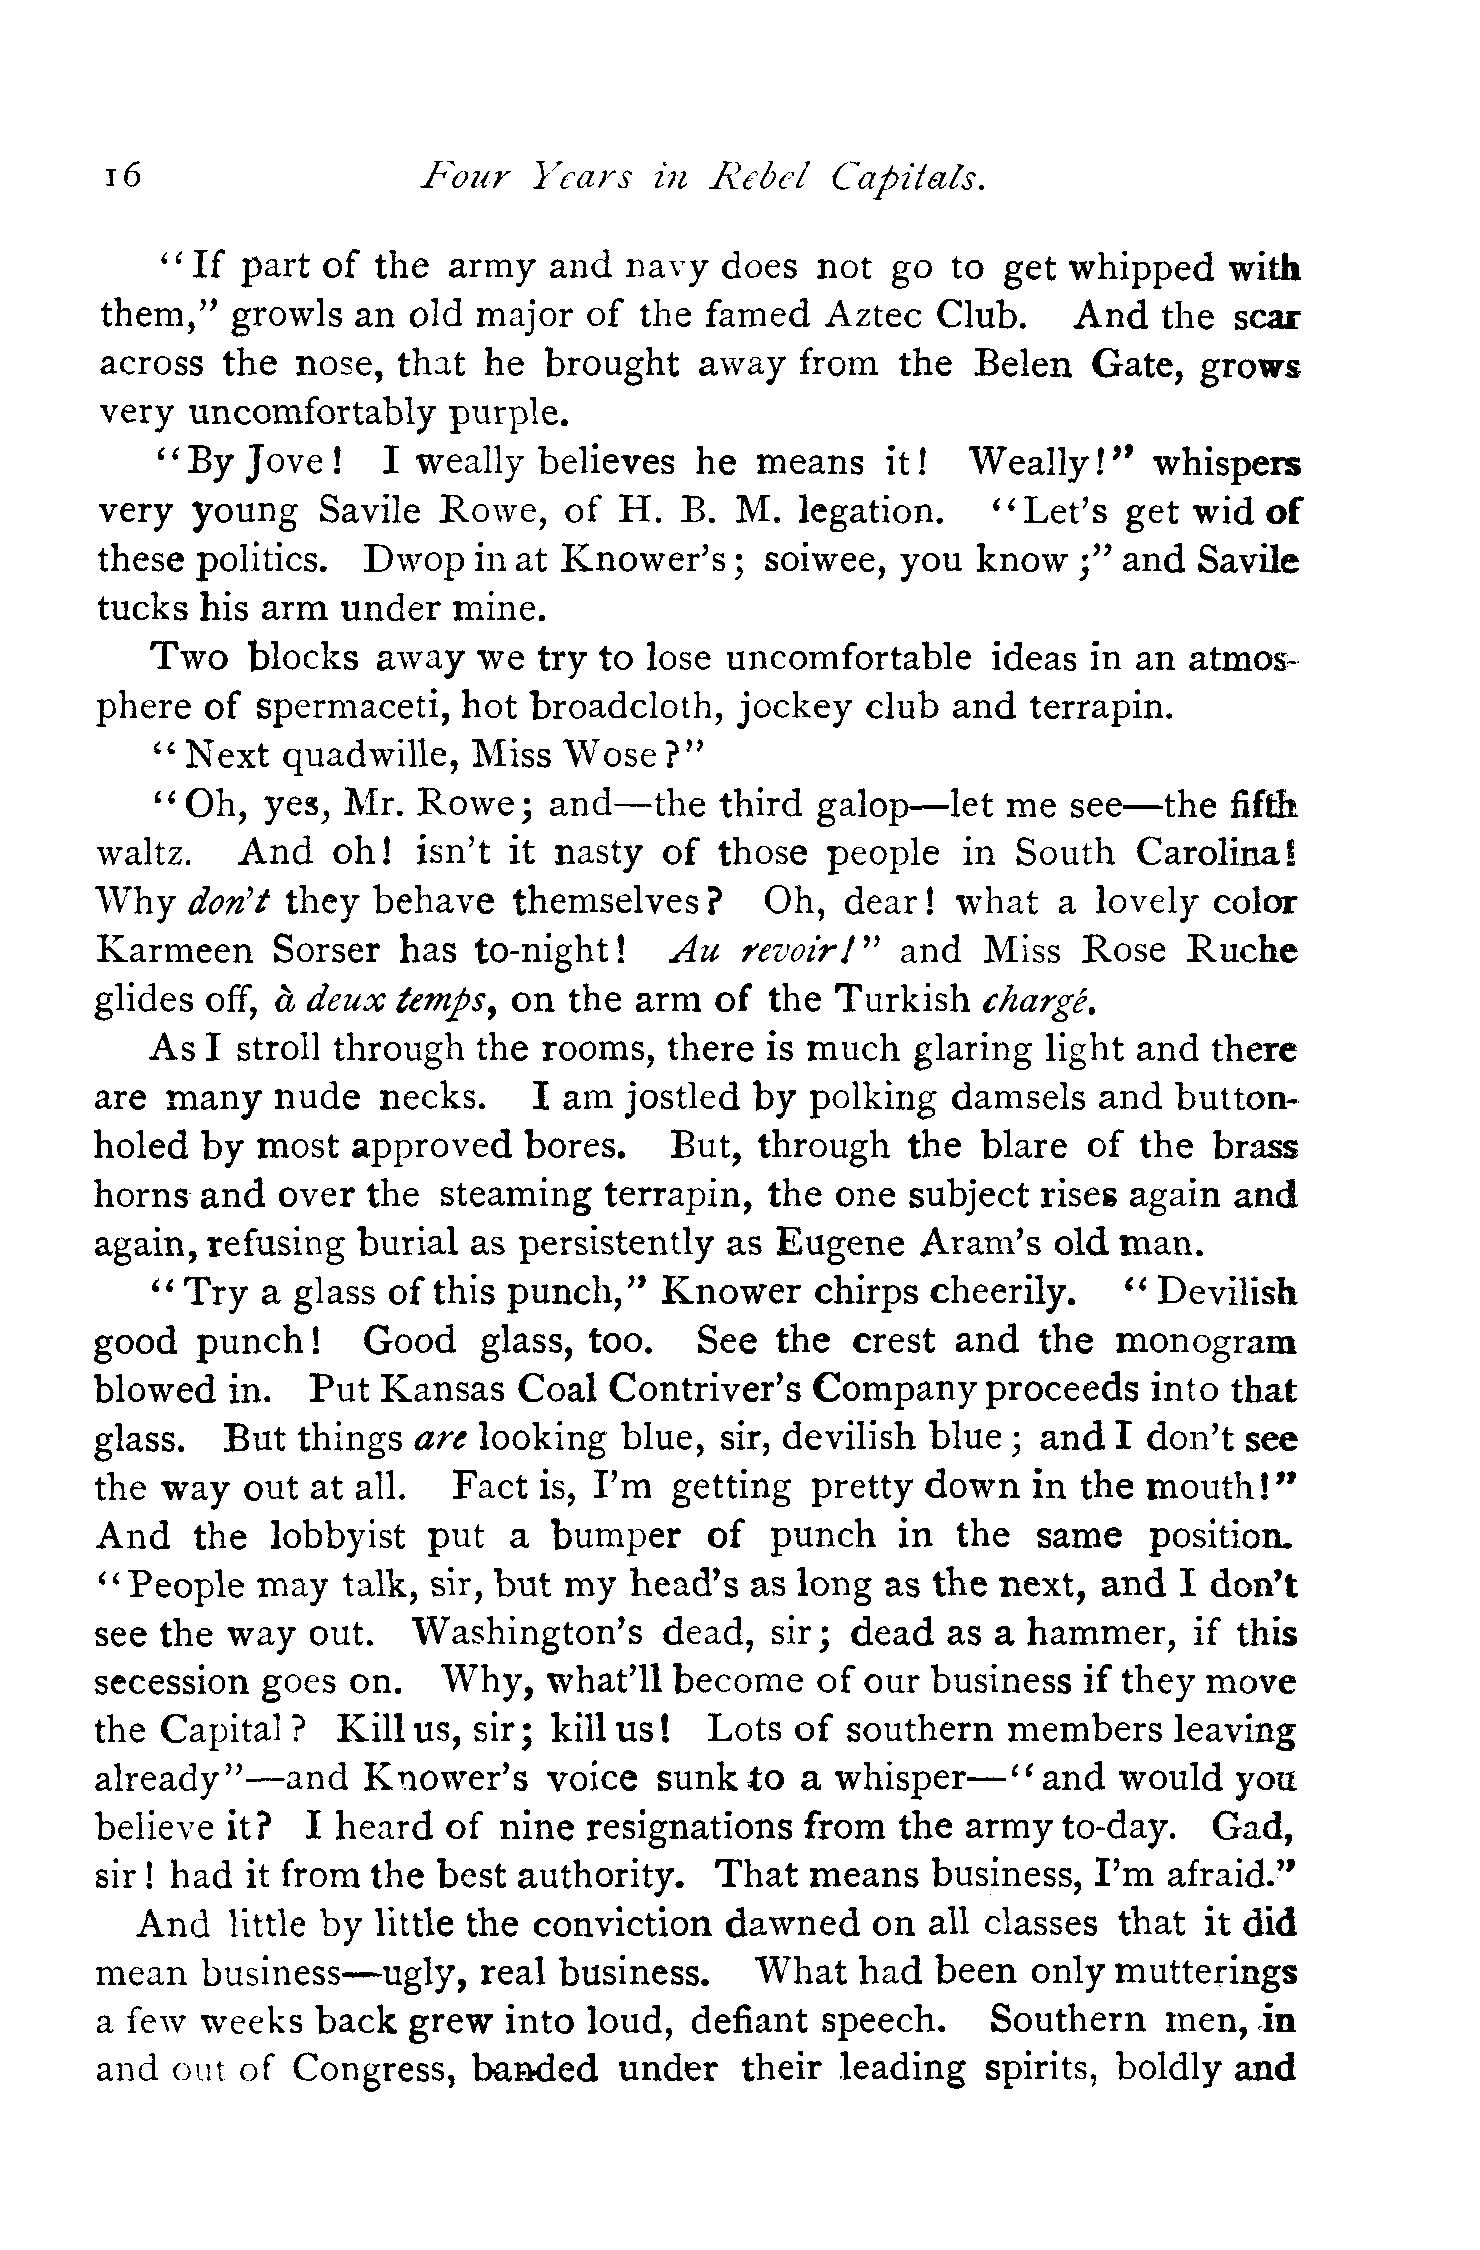 16 Four Years in Rebel Capitals.
"If part of the army and navy does not go to get whipped with
them," growls an old major of the famed Aztec Club. And the scar
across the nose, that he brought away from the Belen Gate, grows
very uncomfortably purple.
"By Jove! I weally believes he means it! Weally!" whispers
very young Savile Rowe, of H. B. M. legation. "Let's get wid of
these politics. Dwop in at Knower's; soiwee, you know;" and Savile
tucks his arm under mine.
Two blocks away we try to lose uncomfortable ideas in an atmos-
phere of spermaceti, hot broadcloth, jockey club and terrapin.
"Next quadwille, Miss Wose?"
"Oh, yes, Mr. Rowe; and—the third galop—let me see—the fifth
waltz. And oh! isn't it nasty of those people in South Carolina!
Why don't they behave themselves? Oh, dear! what a lovely color
Karmeen Sorser has to-night! Au revoir!" and Miss Rose Ruche
glides off, à deux temps, on the arm of the Turkish chargé.
As I stroll through the rooms, there is much glaring light and there
are many nude necks. I am jostled by polking damsels and button-
holed by most approved bores. But, through the blare of the brass
horns and over the steaming terrapin, the one subject rises again and
again, refusing burial as persistently as Eugene Aram's old man.
"Try a glass of this punch," Knower chirps cheerily. "Devilish
good punch! Good glass, too. See the crest and the monogram
blowed in. Put Kansas Coal Contriver's Company proceeds into that
glass. But things are looking blue, sir, devilish blue; and I don't see
the way out at all. Fact is, I'm getting pretty down in the mouth!"
And the lobbyist put a bumper of punch in the same position.
"People may talk, sir, but my head's as long as the next, and I don't
see the way out. Washington's dead, sir; dead as a hammer, if this
secession goes on. Why, what'll become of our business if they move
the Capital? Kill us, sir; kill us! Lots of southern members leaving
already"—and Knower's voice sunk to a whisper—"and would you
believe it? I heard of nine resignations from the army to-day. Gad,
sir! had it from the best authority. That means business, I'm afraid."
And little by little the conviction dawned on all classes that it did
mean business—ugly, real business. What had been only mutterings
a few weeks back grew into loud, defiant speech. Southern men, in
and out of Congress, banded under their leading spirits, boldly and